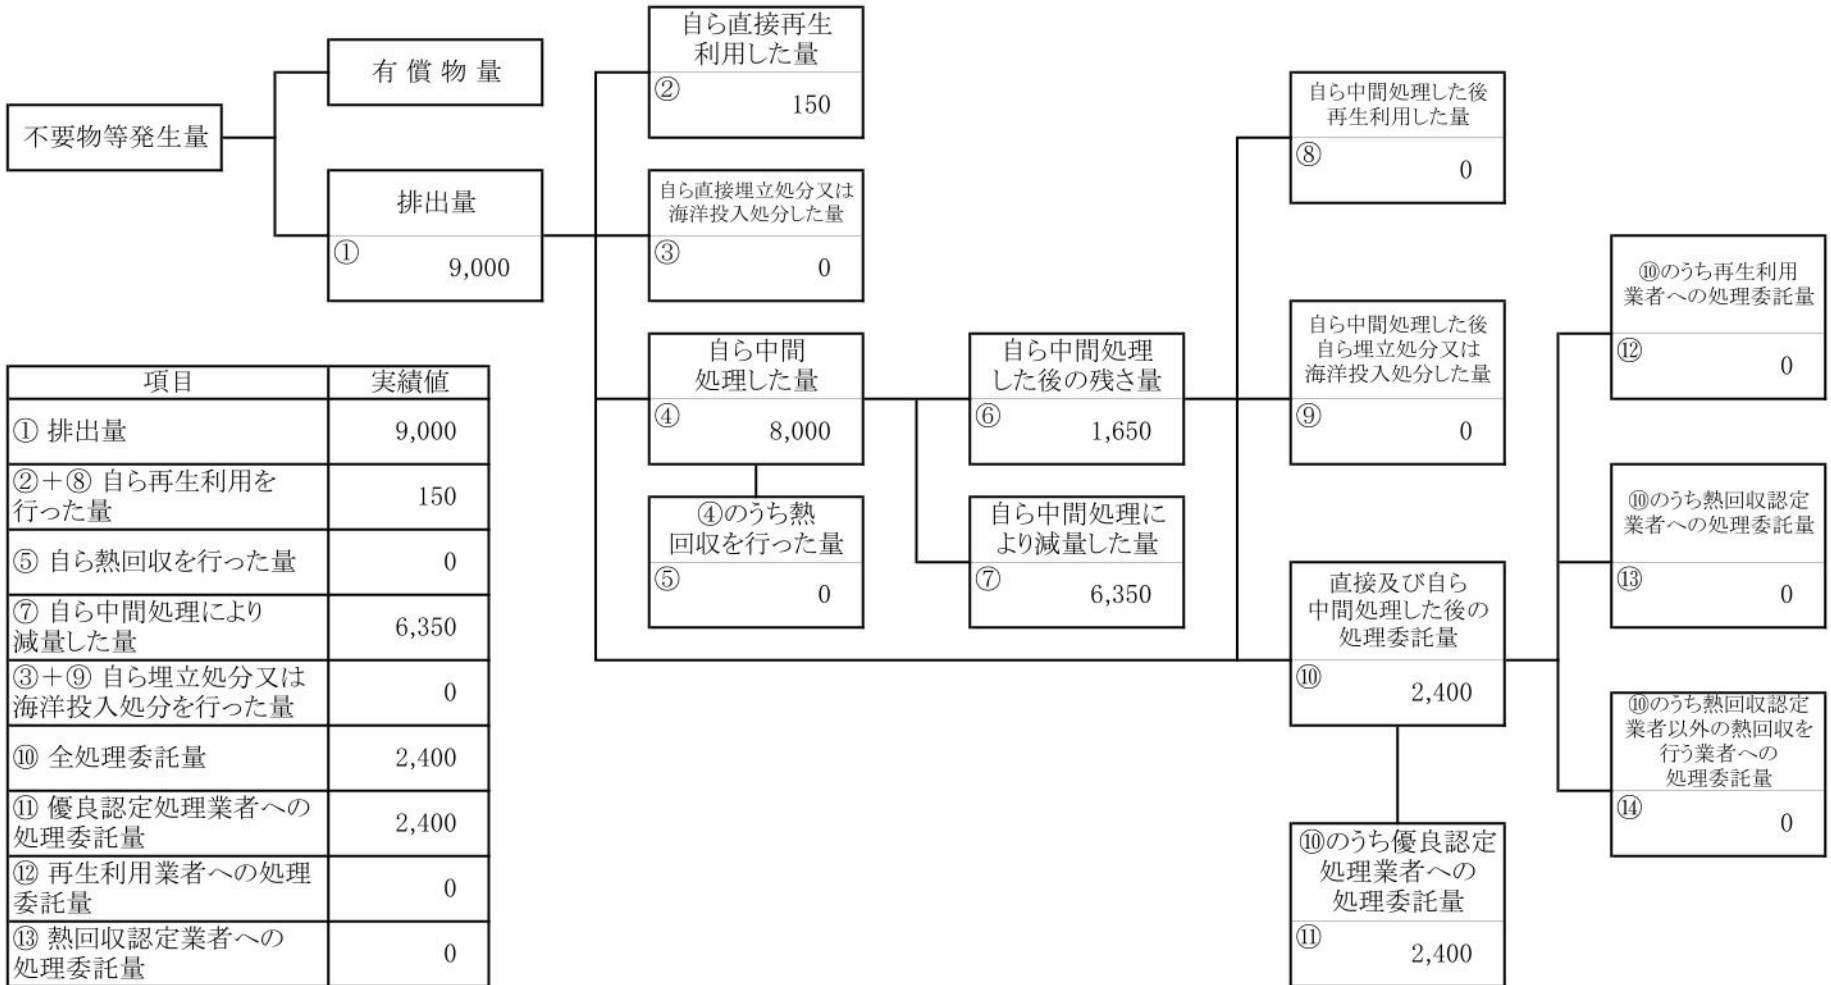 不要物等発生量
有 償 物 量
排出量
①
9,000
自ら直接再生
利用した量
②
150
自ら直接埋立処分又は
海洋投入処分した量
③
0
自ら中間
処理した量
④
8,000
④のうち熱
回収を行った量
⑤
0
自ら中間処理
した後の残さ量
⑥
1,650
自ら中間処理に
より減量した量
⑦
6,350
自ら中間処理した後
再生利用した量
⑧
0
自ら中間処理した後
自ら埋立処分又は
海洋投入処分した量
⑨
0
直接及び自ら
中間処理した後の
処理委託量
⑩
2,400
⑩のうち優良認定
処理業者への
処理委託量
⑪
2,400
⑩のうち再生利用
業者への処理委託量
⑫
0
⑩のうち熱回収認定
業者への処理委託量
⑬
0
⑩のうち熱回収認定
業者以外の熱回収を
行う業者への
処理委託量
⑭
0
項目 実績値
① 排出量 9,000
②+⑧ 自ら再生利用を
行った量 150
⑤ 自ら熱回収を行った量 0
⑦ 自ら中間処理により
減量した量 6,350
③+⑨ 自ら埋立処分又は
海洋投入処分を行った量 0
⑩ 全処理委託量 2,400
⑪ 優良認定処理業者への
処理委託量 2,400
⑫ 再生利用業者への処理
委託量 0
⑬ 熱回収認定業者への
処理委託量 0